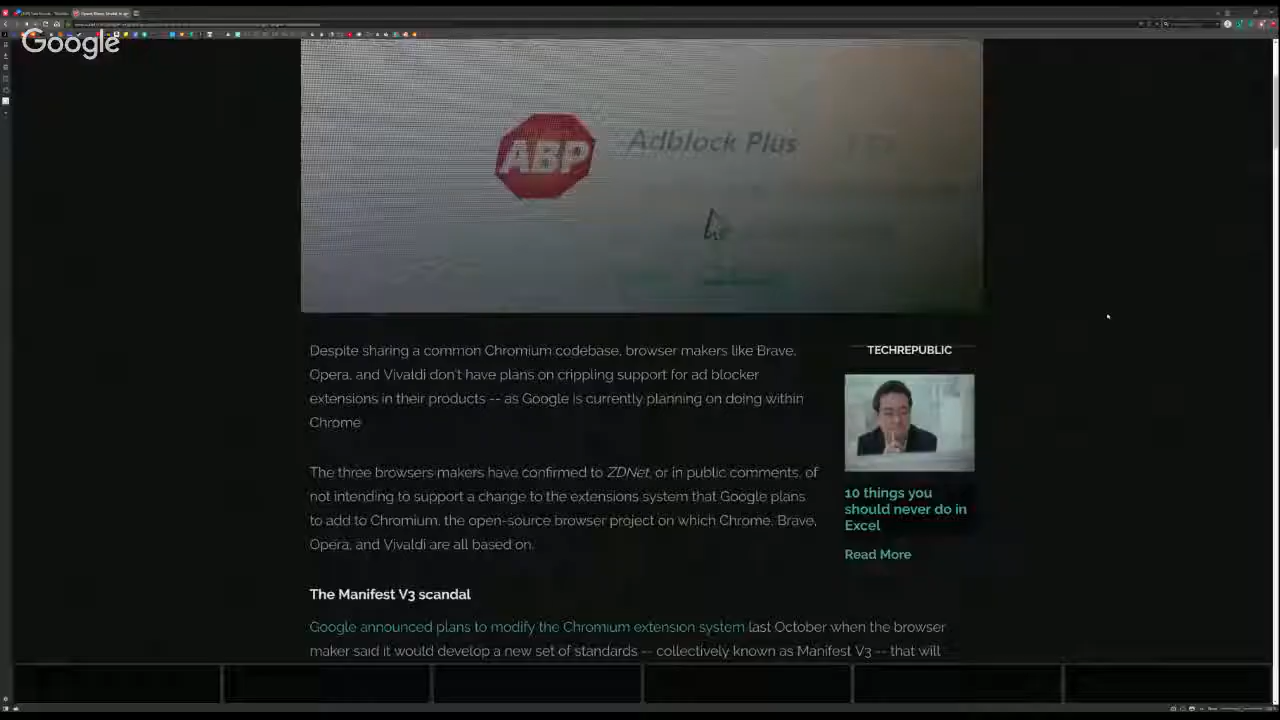 Google
ABP
Adblock Plus
Despite sharing a common Chromium codebase, browser makers like Brave,
Opera, and Vivaldi don't have plans on crippling support for ad blocker
extensions in their products -- as Google is currently planning on doing within
Chrome
The three browsers makers have confirmed to ZDNet, or in public comments, of
not intending to support a change to the extensions system that Google plans
to add to Chromium, the open-source browser project on which Chrome, Brave,
Opera, and Vivaldi are all based on.
The Manifest V3 scandal
Google announced plans to modify the Chromium extension system last October when the browser
maker said it would develop a new set of standards -- collectively known as Manifest V3 -- that will
TECHREPUBLIC
10 things you
should never do in
Excel
Read More